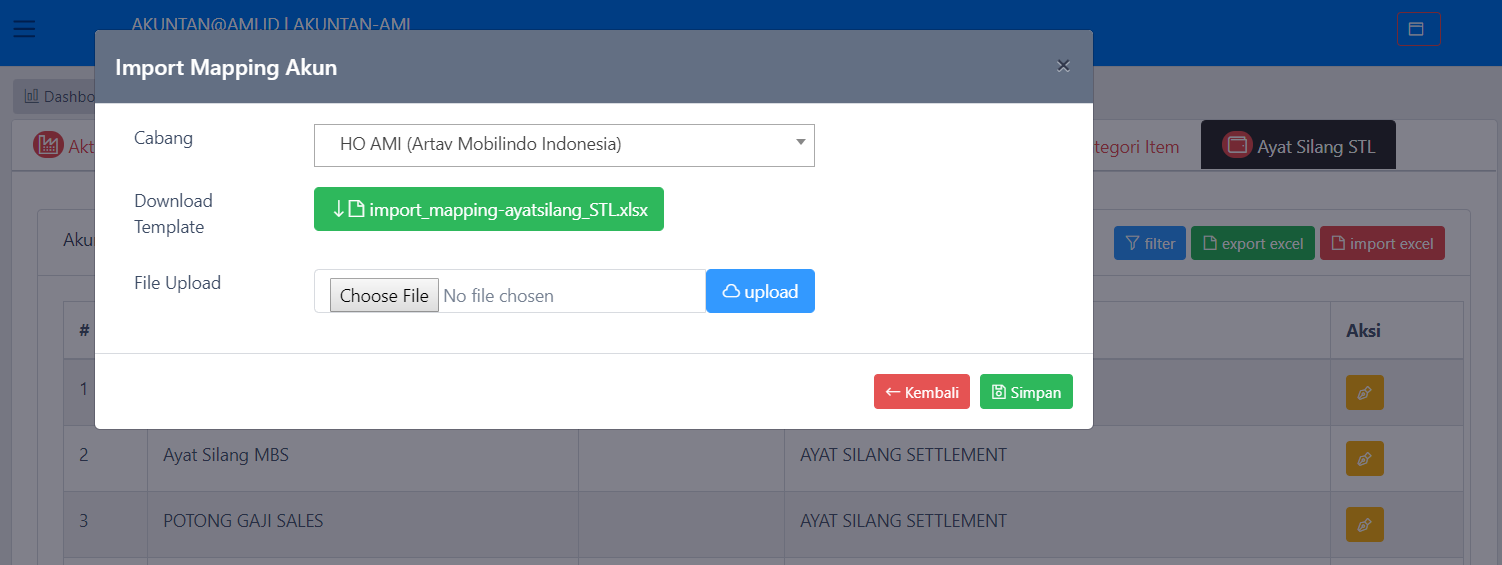 AKUNTAN@AMI.ID | AKUNTAN-AMI
Import Mapping Akun
×
Dashbo
Akt
tegori Item
Ayat Silang STL
Cabang
HO AMI (Artav Mobilindo Indonesia)
Download
Template
import_mapping-ayatsilang_STL.xlsx
Aku
filter
export excel
import excel
File Upload
Choose File No file chosen
upload
#
Aksi
Kembali
Simpan
1
2
Ayat Silang MBS
AYAT SILANG SETTLEMENT
3
POTONG GAJI SALES
AYAT SILANG SETTLEMENT